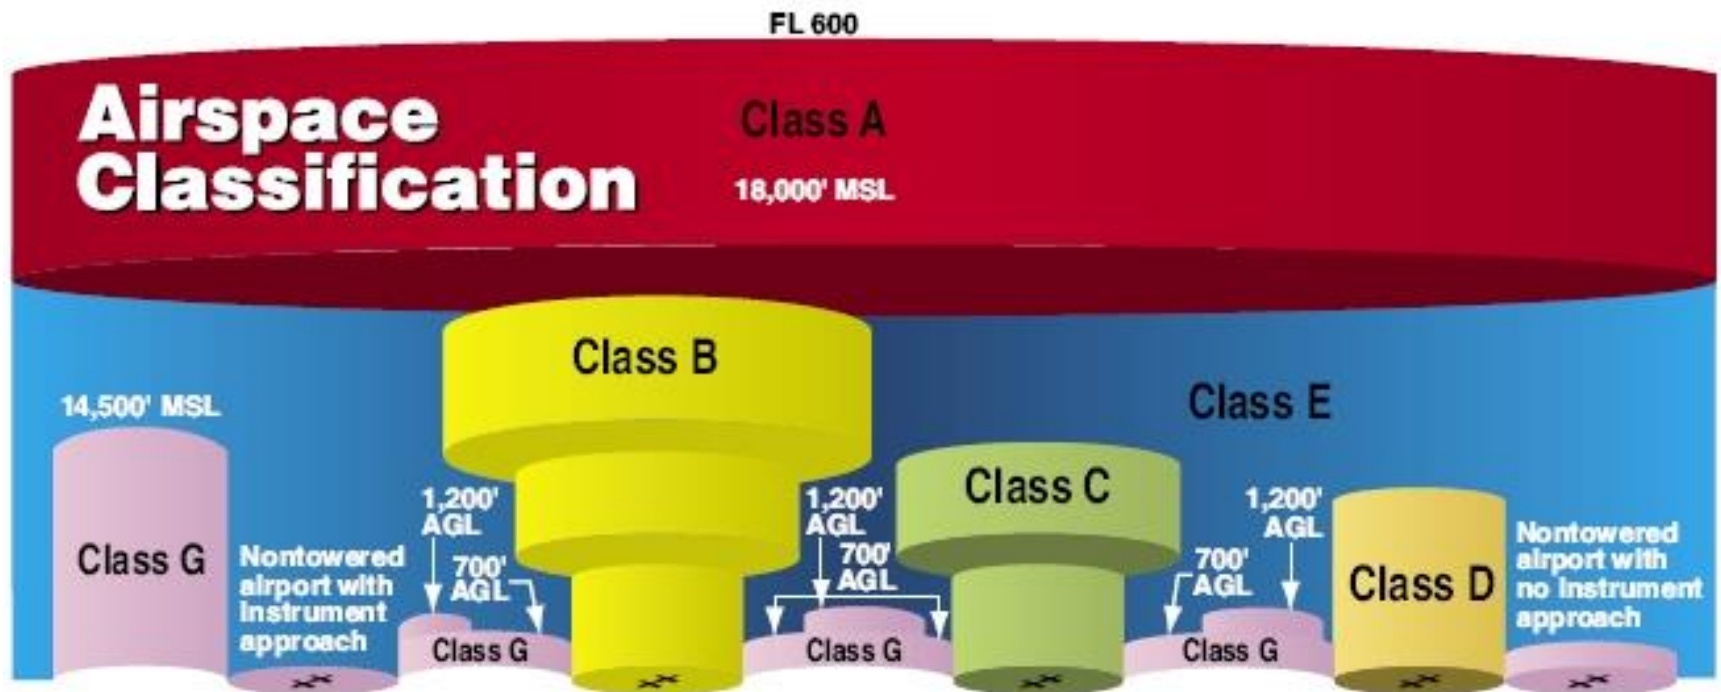 FL 600
Airspace
Classification
Class A
18,000' MSL
Class B
14,500' MSL
Class E
Class C
1,200'
AGL
1,200'
AGL
1,200'
AGL
Class G
Nontowered
airport with
Instrument
approach
700'
AGL
700'
AGL
700'
AGL
Class D
Nontowered
airport with
no Instrument
approach
Class G
Class G
Class G